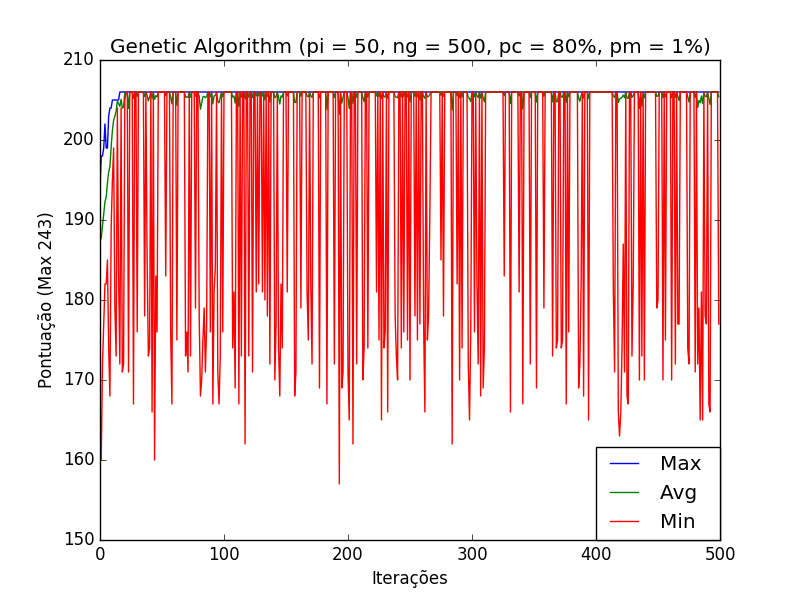 Genetic Algorithm (pi = 50, ng = 500, pc = 80%, pm = 1%)
210
200
190
180
170
160
150
Pontuação (Max 243)
Max
Avg
Min
0 100 200 300 400 500
Iterações